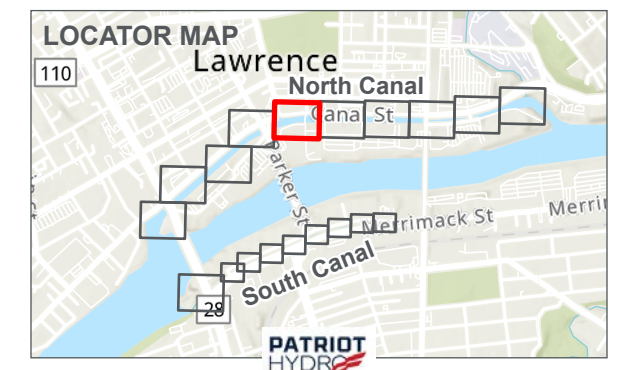 LOCATOR MAP
Lawrence
110
North Canal
Canal St
Parker St
Merrimack St
Merri
South Canal
28
PATRIOT
HYDRO